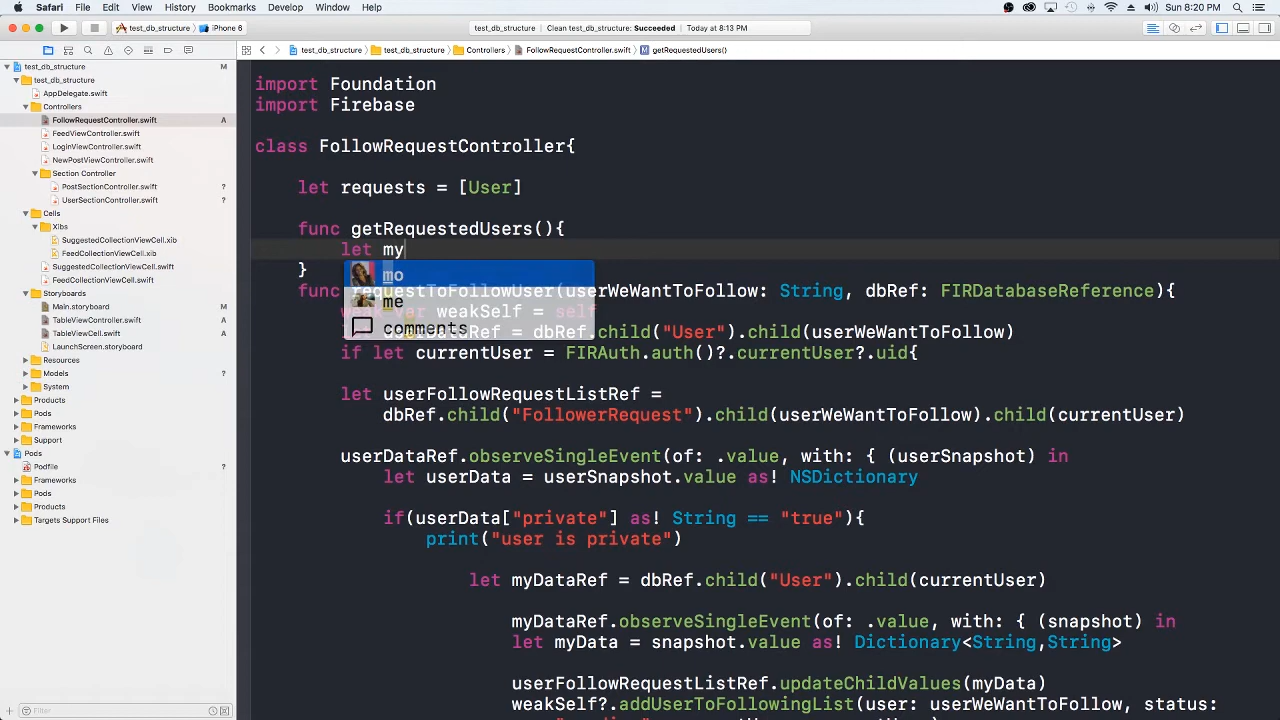 Safari File Edit View History Bookmarks Develop Window Help Sun 8:20 PM
test_db_structure iPhone 6 test_db_structure Clean test_db_structure: Succeeded Today at 8:13 PM
test_db_structure test_db_structure Controllers FollowRequestController.swift getRequestedUsers()
test_db_structure M
test_db_structure
AppDelegate.swift
Controllers
FollowRequestController.swift A
FeedViewController.swift
LoginViewController.swift
NewPostViewController.swift
Section Controller
PostSectionController.swift ?
UserSectionController.swift ?
Cells
Xibs
SuggestedCollectionViewCell.xib
FeedCollectionViewCell.xib
SuggestedCollectionViewCell.swift
FeedCollectionViewCell.swift
Storyboards
Main.storyboard
TableViewController.swift
TableViewCell.swift
LaunchScreen.storyboard
Resources
Models
System
Products
Pods
Frameworks
Support
Pods
Podfile ?
Frameworks
Pods
Products
Targets Support Files
Filter
import Foundation
import Firebase
class FollowRequestController{
let requests = [User]
func getRequestedUsers(){
let my
mo
}
func requestToFollowUser(userWeWantToFollow: String, dbRef: FIRDatabaseReference){
me
weak var weakSelf = self
comments
let userDataRef = dbRef.child("User").child(userWeWantToFollow)
if let currentUser = FIRAuth.auth()?.currentUser?.uid{
let userFollowRequestListRef =
dbRef.child("FollowerRequest").child(userWeWantToFollow).child(currentUser)
userDataRef.observeSingleEvent(of: .value, with: { (userSnapshot) in
let userData = userSnapshot.value as! NSDictionary
if(userData["private"] as! String == "true"){
print("user is private")
let myDataRef = dbRef.child("User").child(currentUser)
myDataRef.observeSingleEvent(of: .value, with: { (snapshot) in
let myData = snapshot.value as! Dictionary<String,String>
userFollowRequestListRef.updateChildValues(myData)
weakSelf?.addUserToFollowingList(user: userWeWantToFollow, status: